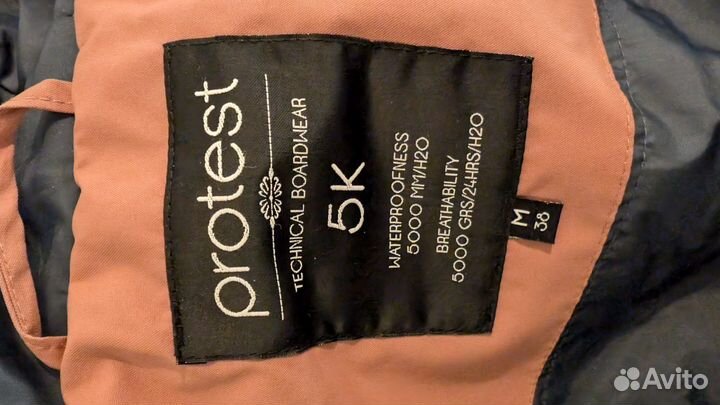 protest
TECHNICAL BOARDWEAR
5K
WATERPROOFNESS
5000 MM/H2O
BREATHABILITY
5000 GRS/24HRS/H2O
M
38
Avito